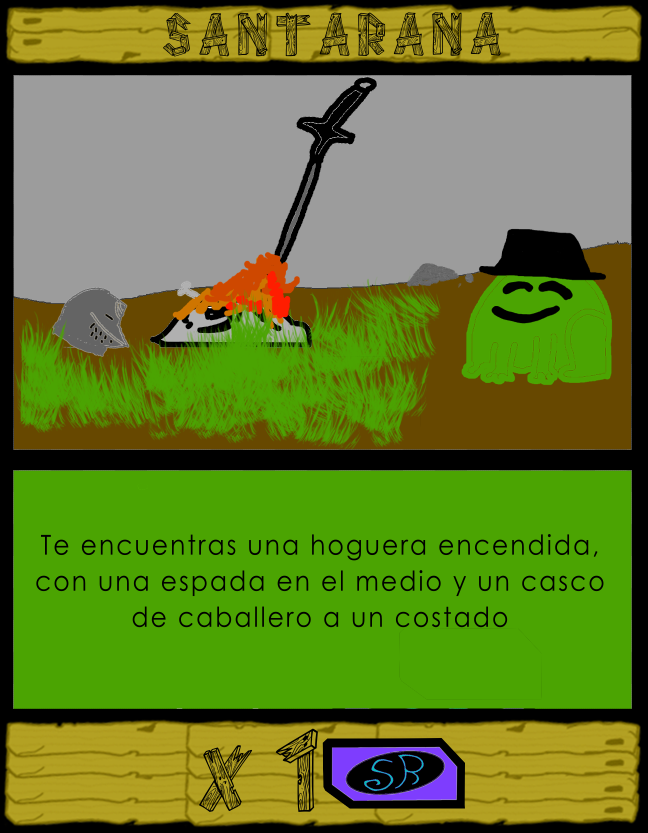 SANTARANA
Te encuentras una hoguera encendida,
con una espada en el medio y un casco
de caballero a un costado
X 1 SR